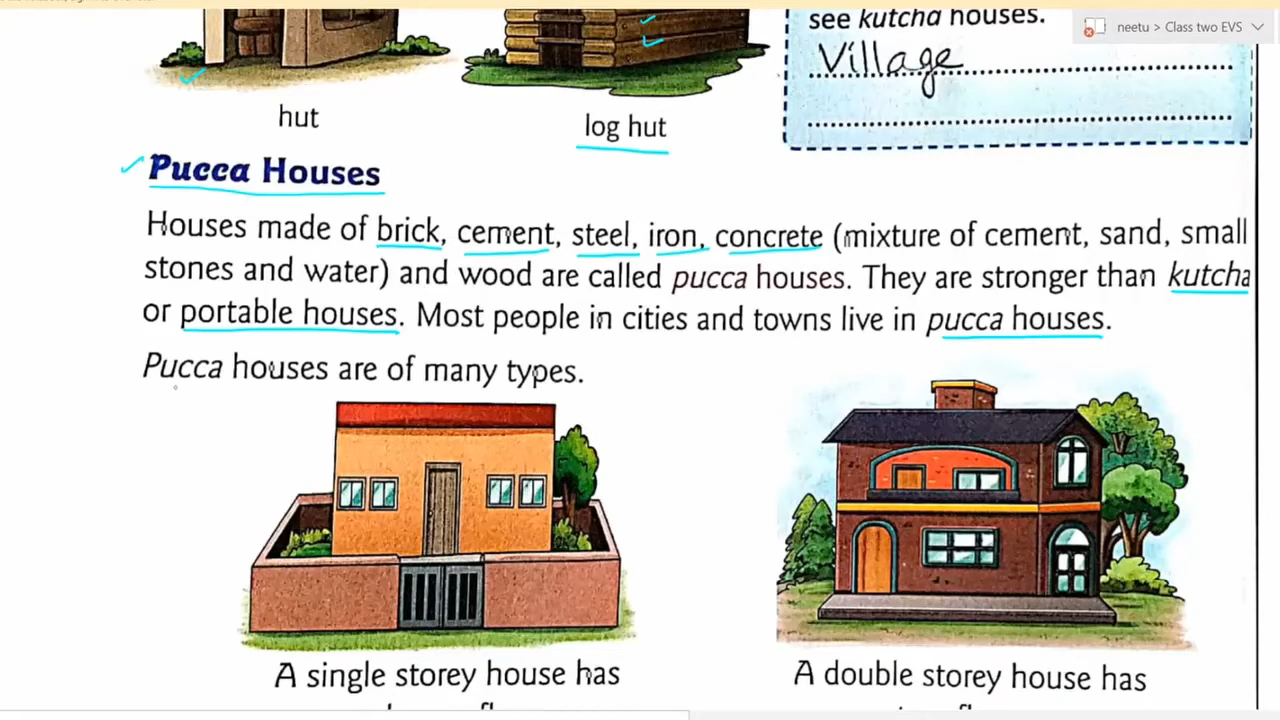 see kutcha houses.
neetu > Class two EVS
Village
hut
log hut
Pucca Houses
Houses made of brick, cement, steel, iron, concrete (mixture of cement, sand, small
stones and water) and wood are called pucca houses. They are stronger than kutcha
or portable houses. Most people in cities and towns live in pucca houses.
Pucca houses are of many types.
A single storey house has
A double storey house has